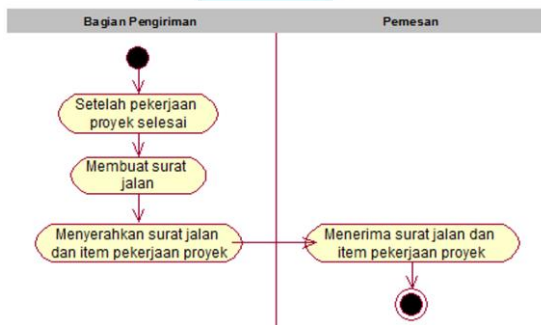 Bagian Pengiriman
Pemesan
Setelah pekerjaan
proyek selesai
Membuat surat
jalan
Menyerahkan surat jalan
dan item pekerjaan proyek
Menerima surat jalan dan
item pekerjaan proyek